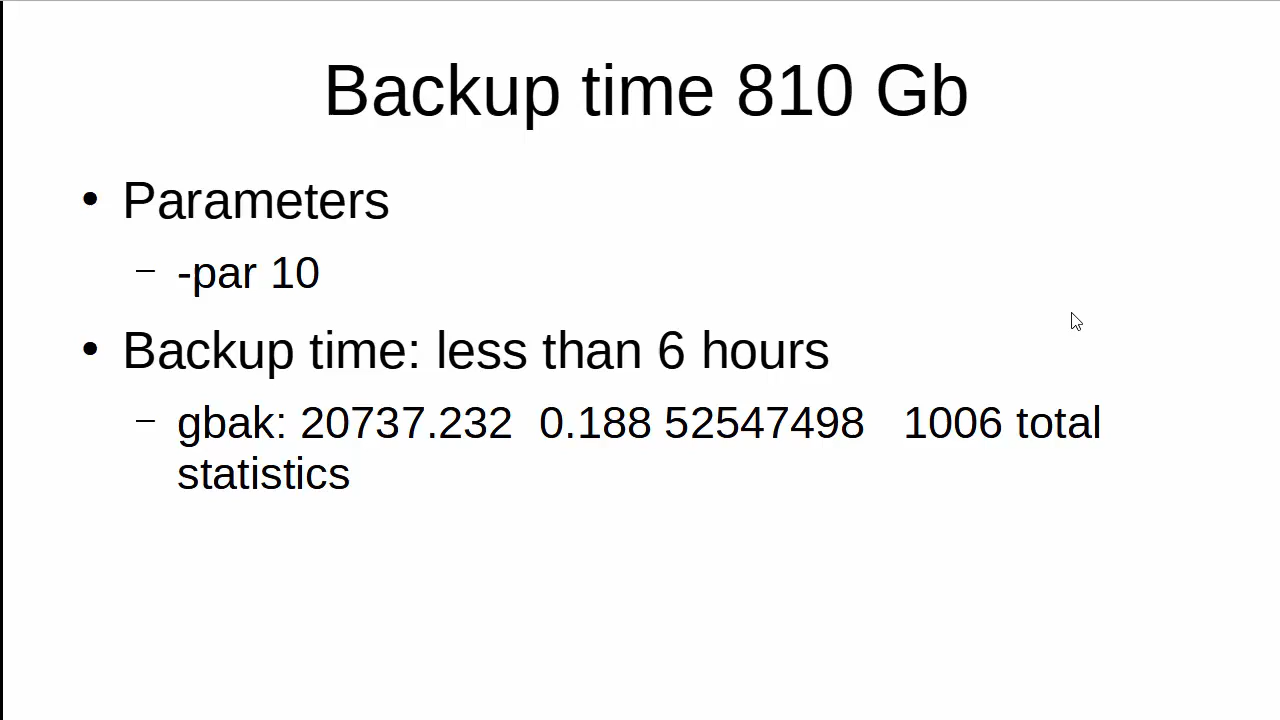 Backup time 810 Gb
• Parameters
– -par 10
• Backup time: less than 6 hours
– gbak: 20737.232  0.188 52547498   1006 total
statistics